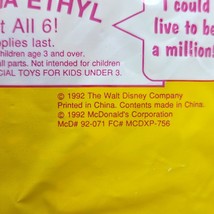 ETHYL
t All 6!
pplies last.
children age 3 and over.
all parts. Not intended for children
CIAL TOYS FOR KIDS UNDER 3.
I could
live to be
a million!
© 1992 The Walt Disney Company
Printed in China. Contents made in China.
© 1992 McDonald's Corporation
McD# 92-071 FC# MCDXP-756